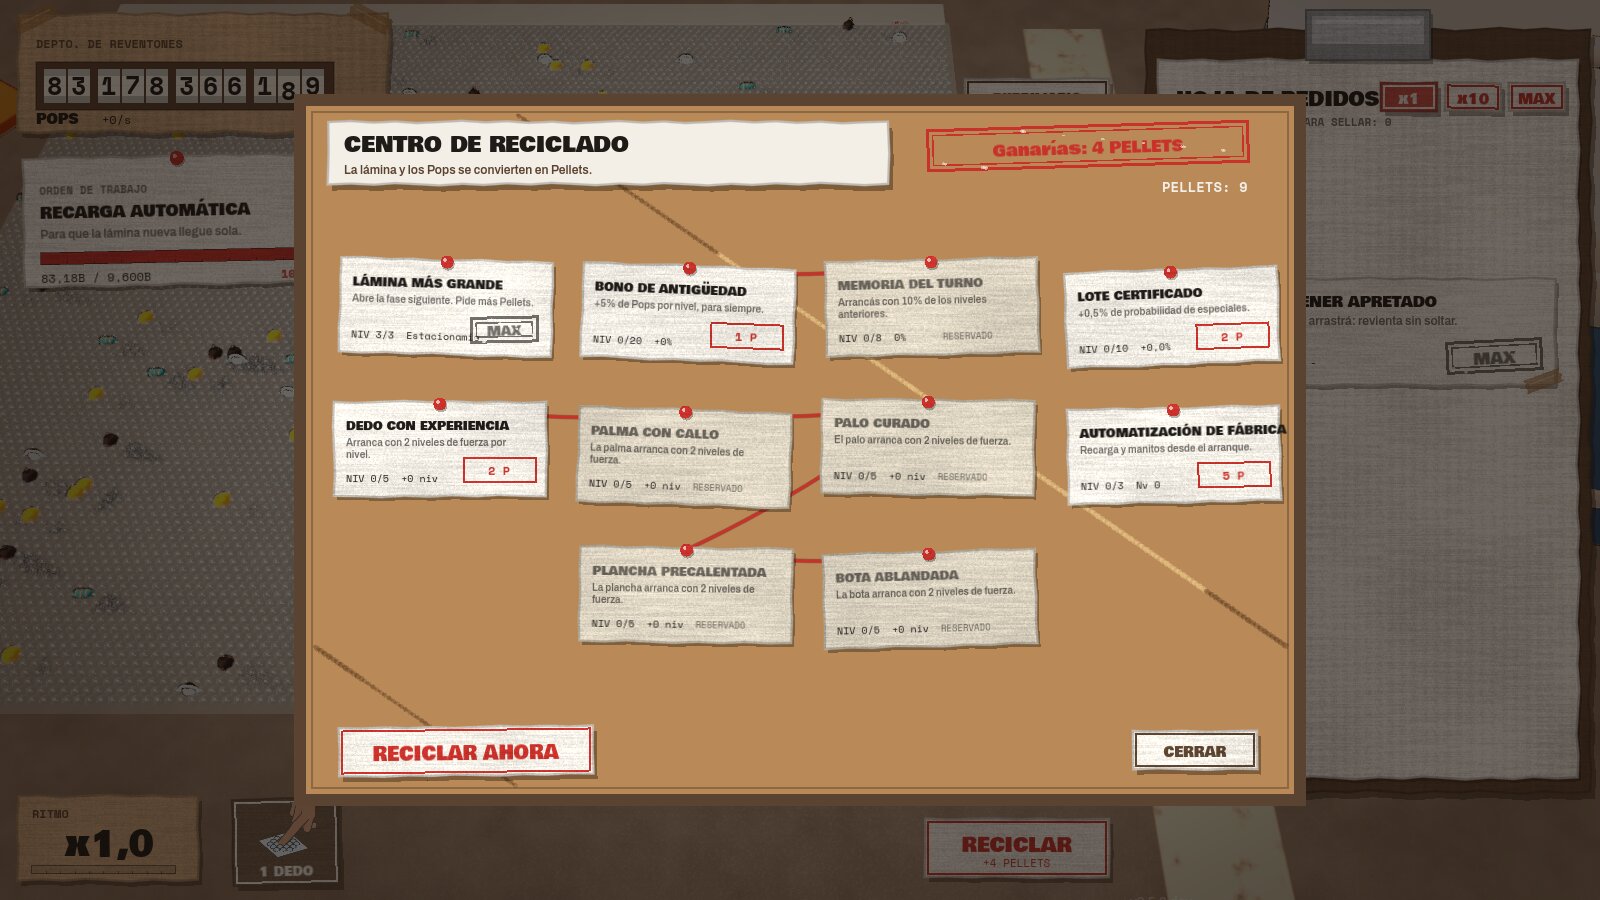 DEPTO. DE REVENTONES
83 178 366 189
POPS +0/s
ORDEN DE TRABAJO
RECARGA AUTOMÁTICA
Para que la lámina nueva llegue sola.
83,18B / 9,600B
DE PEDIDOS
x1
x10
MAX
ARA SELLAR: 0
ENER APRETADO
arrastrá: revienta sin soltar.
MAX
CENTRO DE RECICLADO
La lámina y los Pops se convierten en Pellets.
Ganarías: 4 PELLETS
PELLETS: 9
LÁMINA MÁS GRANDE
Abre la fase siguiente. Pide más Pellets.
NIV 3/3 Estacionam
MAX
BONO DE ANTIGÜEDAD
+5% de Pops por nivel, para siempre.
NIV 0/20 +0%
1 P
MEMORIA DEL TURNO
Arrancás con 10% de los niveles
anteriores.
NIV 0/8 0% RESERVADO
LOTE CERTIFICADO
+0,5% de probabilidad de especiales.
NIV 0/10 +0,0%
2 P
DEDO CON EXPERIENCIA
Arranca con 2 niveles de fuerza por
nivel.
NIV 0/5 +0 niv
2 P
PALMA CON CALLO
La palma arranca con 2 niveles de
fuerza.
NIV 0/5 +0 niv RESERVADO
PALO CURADO
El palo arranca con 2 niveles de fuerza.
NIV 0/5 +0 niv RESERVADO
AUTOMATIZACIÓN DE FÁBRICA
Recarga y manitos desde el arranque.
NIV 0/3 Nv 0
5 P
PLANCHA PRECALENTADA
La plancha arranca con 2 niveles de
fuerza.
NIV 0/5 +0 niv RESERVADO
BOTA ABLANDADA
La bota arranca con 2 niveles de fuerza.
NIV 0/5 +0 niv RESERVADO
RECICLAR AHORA
CERRAR
RITMO
x1,0
1 DEDO
RECICLAR
+4 PELLETS